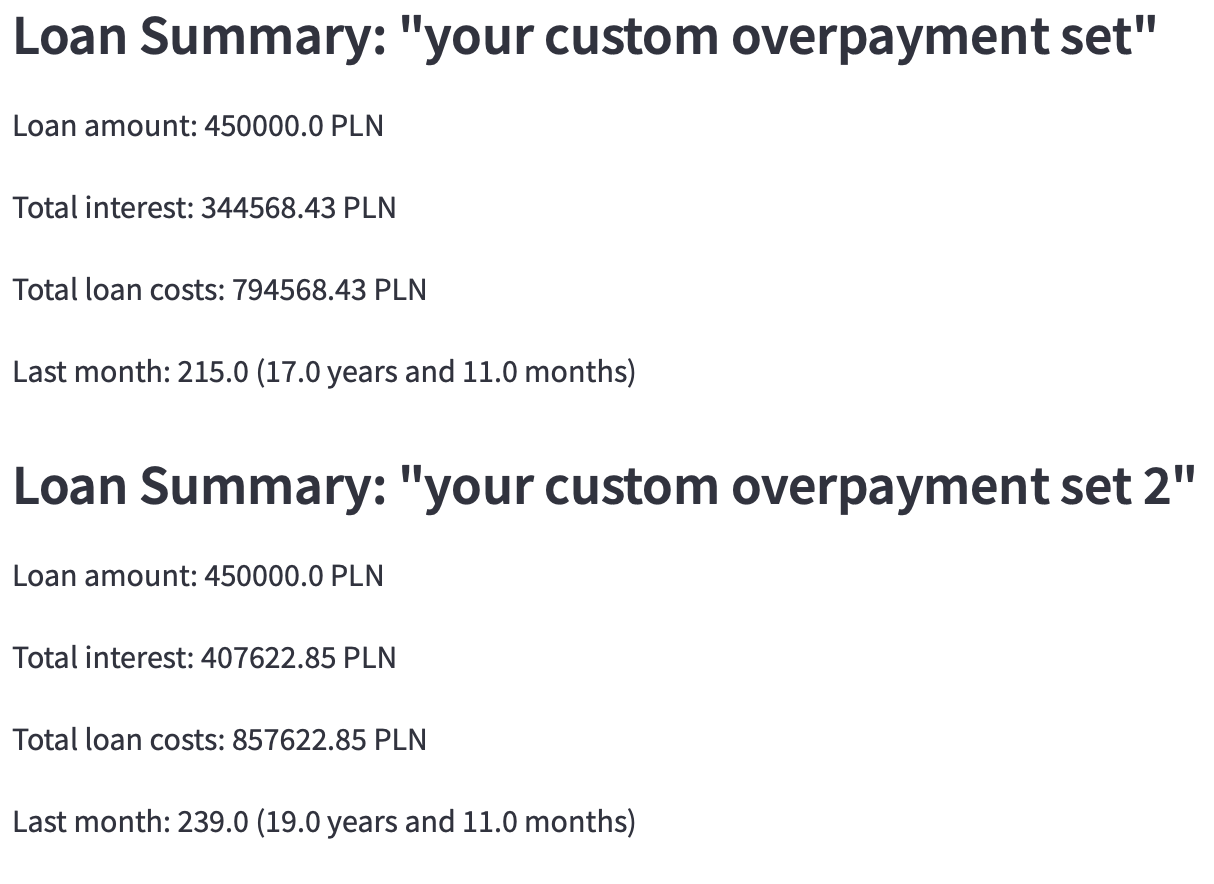 Loan Summary: "your custom overpayment set"
Loan amount: 450000.0 PLN
Total interest: 344568.43 PLN
Total loan costs: 794568.43 PLN
Last month: 215.0 (17.0 years and 11.0 months)
Loan Summary: "your custom overpayment set 2"
Loan amount: 450000.0 PLN
Total interest: 407622.85 PLN
Total loan costs: 857622.85 PLN
Last month: 239.0 (19.0 years and 11.0 months)